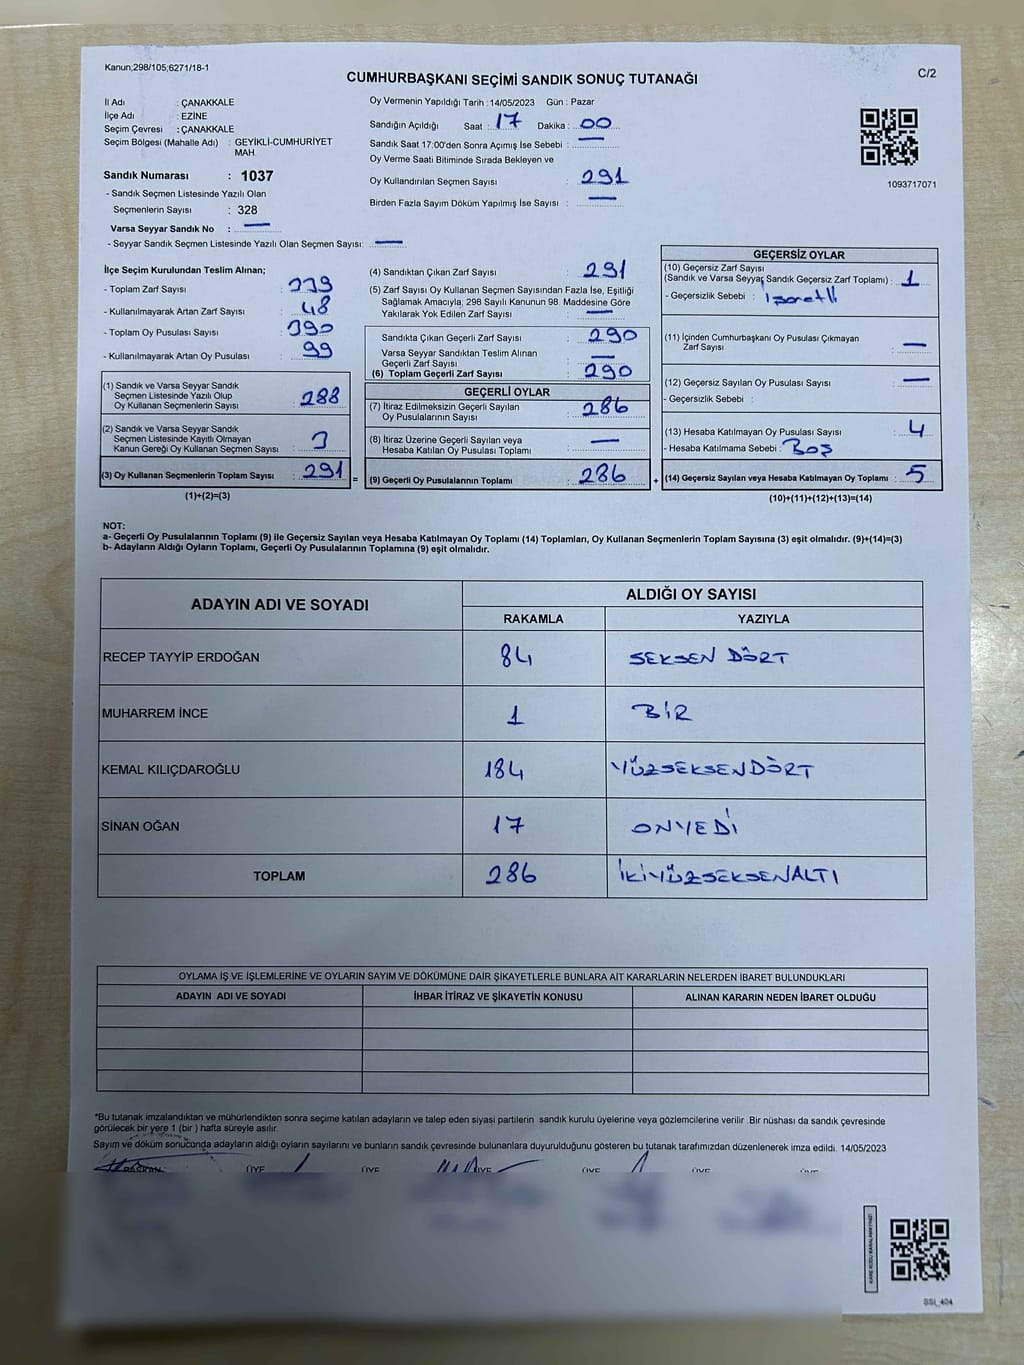 Kanun;298/105;6271/18-1
C/2
CUMHURBAŞKANI SEÇİMİ SANDIK SONUÇ TUTANAĞI
İl Adı : ÇANAKKALE
İlçe Adı : EZİNE
Seçim Çevresi : ÇANAKKALE
Seçim Bölgesi (Mahalle Adı) : GEYİKLİ-CUMHURİYET
MAH.
Sandık Numarası : 1037
- Sandık Seçmen Listesinde Yazılı Olan
Seçmenlerin Sayısı : 328
Varsa Seyyar Sandık No : —
- Seyyar Sandık Seçmen Listesinde Yazılı Olan Seçmen Sayısı: —
Oy Vermenin Yapıldığı Tarih : 14/05/2023 Gün : Pazar
Sandığın Açıldığı Saat : 17 Dakika : 00
Sandık Saat 17:00'den Sonra Açımış İse Sebebi : —
Oy Verme Saati Bitiminde Sırada Bekleyen ve
Oy Kullandırılan Seçmen Sayısı : 291
Birden Fazla Sayım Döküm Yapılmış İse Sayısı : —
1093717071
İlçe Seçim Kurulundan Teslim Alınan;
- Toplam Zarf Sayısı : 339
- Kullanılmayarak Artan Zarf Sayısı : 48
- Toplam Oy Pusulası Sayısı : 390
- Kullanılmayarak Artan Oy Pusulası : 99
(1) Sandık ve Varsa Seyyar Sandık
Seçmen Listesinde Yazılı Olup
Oy Kullanan Seçmenlerin Sayısı : 288
(2) Sandık ve Varsa Seyyar Sandık
Seçmen Listesinde Kayıtlı Olmayan
Kanun Gereği Oy Kullanan Seçmen Sayısı : 3
(3) Oy Kullanan Seçmenlerin Toplam Sayısı : 291
(1)+(2)=(3)
(4) Sandıktan Çıkan Zarf Sayısı : 291
(5) Zarf Sayısı Oy Kullanan Seçmen Sayısından Fazla İse, Eşitliği
Sağlamak Amacıyla; 298 Sayılı Kanunun 98. Maddesine Göre
Yakılarak Yok Edilen Zarf Sayısı : —
Sandıkta Çıkan Geçerli Zarf Sayısı : 290
Varsa Seyyar Sandıktan Teslim Alınan
Geçerli Zarf Sayısı : —
(6) Toplam Geçerli Zarf Sayısı : 290
GEÇERLİ OYLAR
(7) İtiraz Edilmeksizin Geçerli Sayılan
Oy Pusulalarının Sayısı : 286
(8) İtiraz Üzerine Geçerli Sayılan veya
Hesaba Katılan Oy Pusulası Toplamı : —
= (9) Geçerli Oy Pusulalarının Toplamı : 286
GEÇERSİZ OYLAR
(10) Geçersiz Zarf Sayısı
(Sandık ve Varsa Seyyar Sandık Geçersiz Zarf Toplamı) : 1
- Geçersizlik Sebebi : İşaretli
(11) İçinden Cumhurbaşkanı Oy Pusulası Çıkmayan
Zarf Sayısı : —
(12) Geçersiz Sayılan Oy Pusulası Sayısı : —
- Geçersizlik Sebebi :
(13) Hesaba Katılmayan Oy Pusulası Sayısı : 4
- Hesaba Katılmama Sebebi : Boş
+ (14) Geçersiz Sayılan veya Hesaba Katılmayan Oy Toplamı : 5
(10)+(11)+(12)+(13)=(14)
NOT:
a- Geçerli Oy Pusulalarının Toplamı (9) ile Geçersiz Sayılan veya Hesaba Katılmayan Oy Toplamı (14) Toplamları, Oy Kullanan Seçmenlerin Toplam Sayısına (3) eşit olmalıdır. (9)+(14)=(3)
b- Adayların Aldığı Oyların Toplamı, Geçerli Oy Pusulalarının Toplamına (9) eşit olmalıdır.
ADAYIN ADI VE SOYADI ALDIĞI OY SAYISI
RAKAMLA YAZIYLA
RECEP TAYYİP ERDOĞAN 84 SEKSEN DÖRT
MUHARREM İNCE 1 BİR
KEMAL KILIÇDAROĞLU 184 YÜZSEKSENDÖRT
SİNAN OĞAN 17 ONYEDİ
TOPLAM 286 İKİYÜZSEKSENALTI
OYLAMA İŞ VE İŞLEMLERİNE VE OYLARIN SAYIM VE DÖKÜMÜNE DAİR ŞİKAYETLERLE BUNLARA AİT KARARLARIN NELERDEN İBARET BULUNDUKLARI
ADAYIN ADI VE SOYADI İHBAR İTİRAZ VE ŞİKAYETİN KONUSU ALINAN KARARIN NEDEN İBARET OLDUĞU
*Bu tutanak imzalandıktan ve mühürlendikten sonra seçime katılan adayların ve talep eden siyasi partilerin sandık kurulu üyelerine veya gözlemcilerine verilir .Bir nüshası da sandık çevresinde
görülecek bir yere 1 (bir ) hafta süreyle asılır.
Sayım ve döküm sonucunda adayların aldığı oyların sayılarını ve bunların sandık çevresinde bulunanlara duyurulduğunu gösteren bu tutanak tarafımızdan düzenlenerek imza edildi. 14/05/2023
BAŞKAN ÜYE ÜYE ÜYE ÜYE ÜYE ÜYE
KARE KODU KARALAMAYINIZ!
SSİ_404